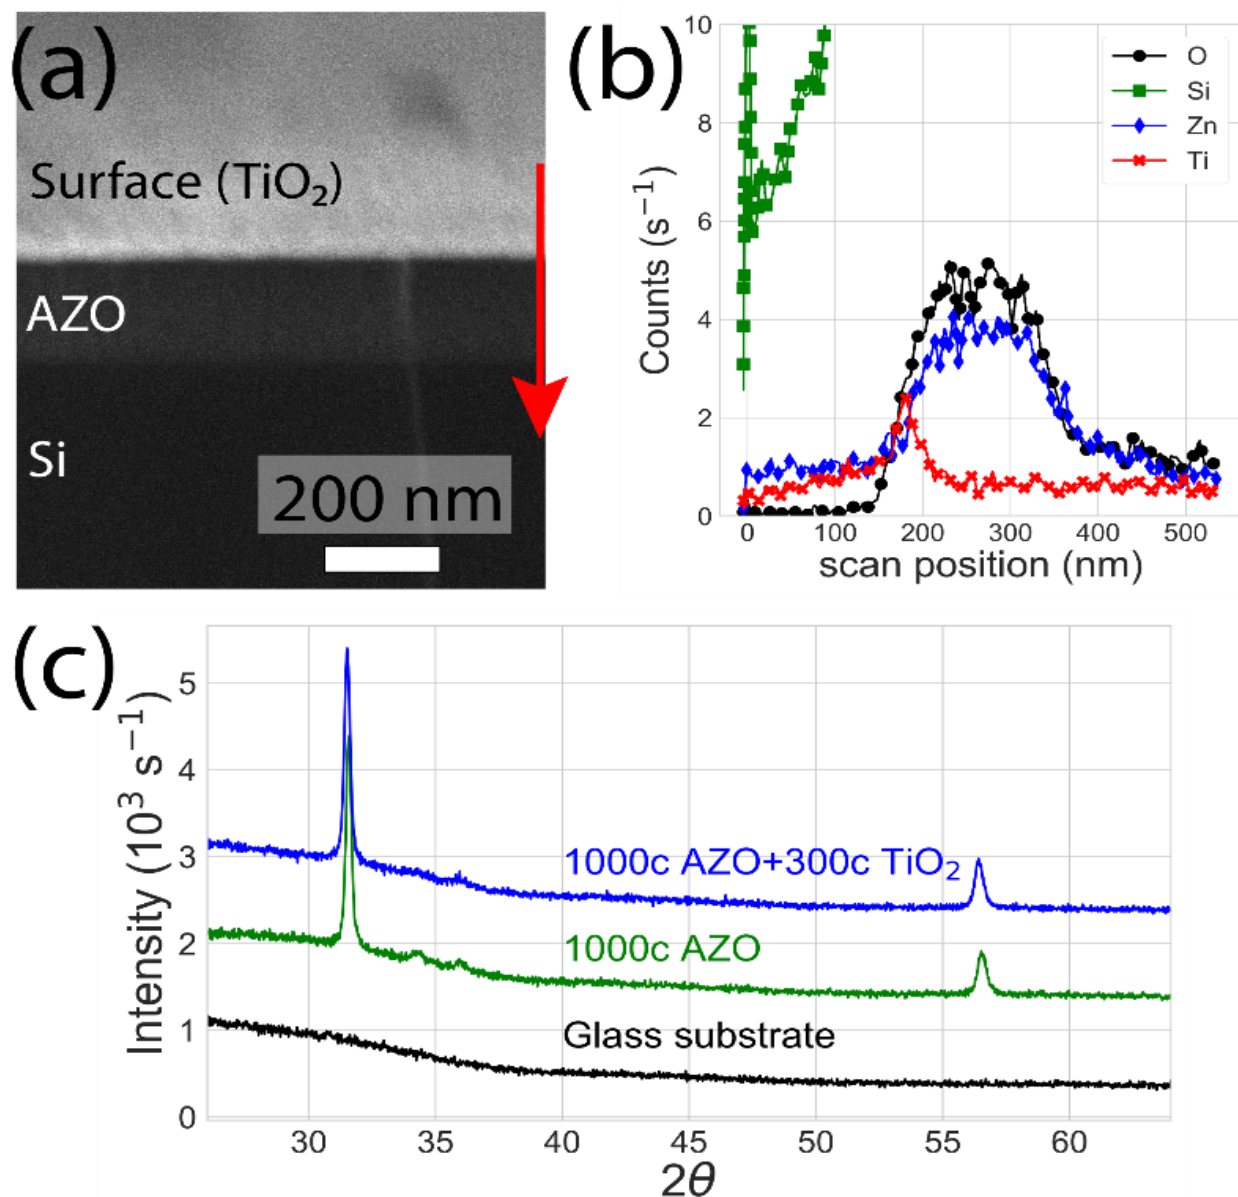 (a)
Surface (TiO₂)
AZO
Si
200 nm
(b)
10
8
6
4
2
0
Counts (s⁻¹)
O
Si
Zn
Ti
0 100 200 300 400 500
scan position (nm)
(c)
5
4
3
2
1
0
Intensity (10³ s⁻¹)
1000c AZO+300c TiO₂
1000c AZO
Glass substrate
30 35 40 45 50 55 60
2θ